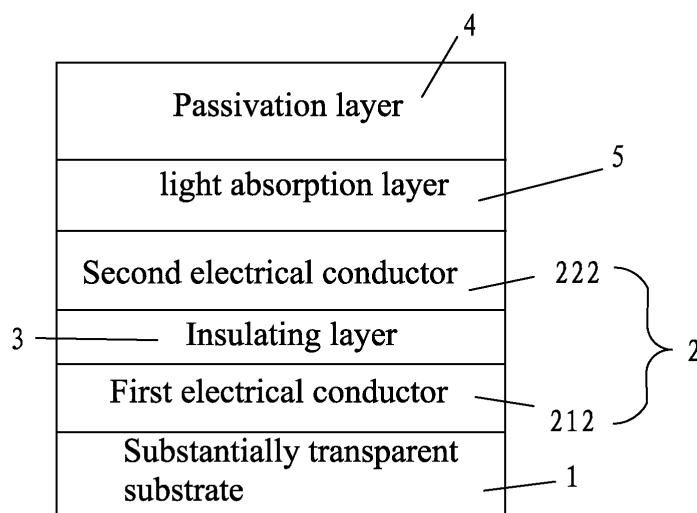 4
Passivation layer
5
light absorption layer
Second electrical conductor
222
3
Insulating layer
2
First electrical conductor
212
Substantially transparent
substrate
1